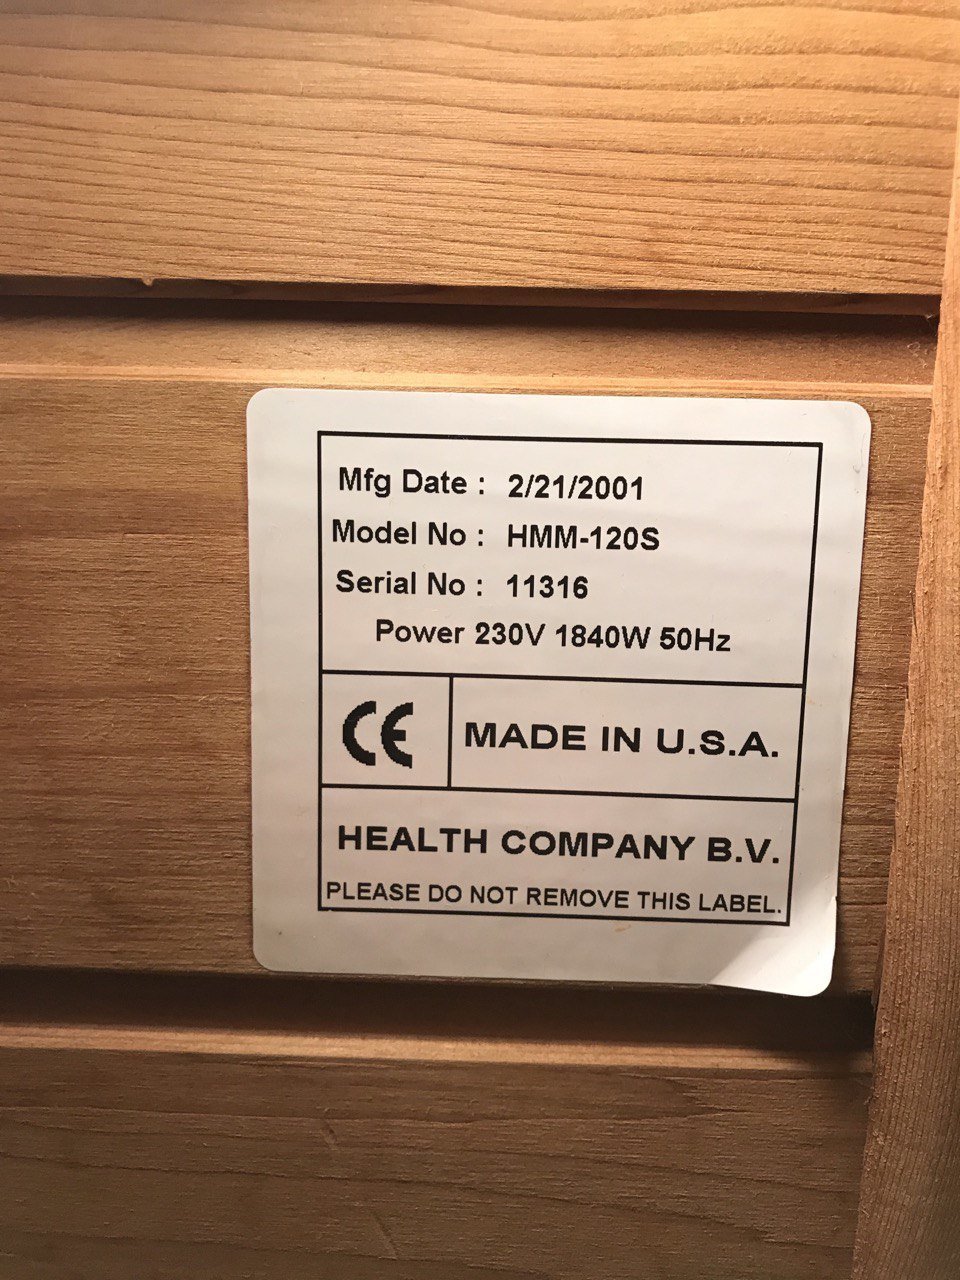 Mfg Date : 2/21/2001
Model No : HMM-120S
Serial No : 11316
Power 230V 1840W 50Hz
CE
MADE IN U.S.A.
HEALTH COMPANY B.V.
PLEASE DO NOT REMOVE THIS LABEL.